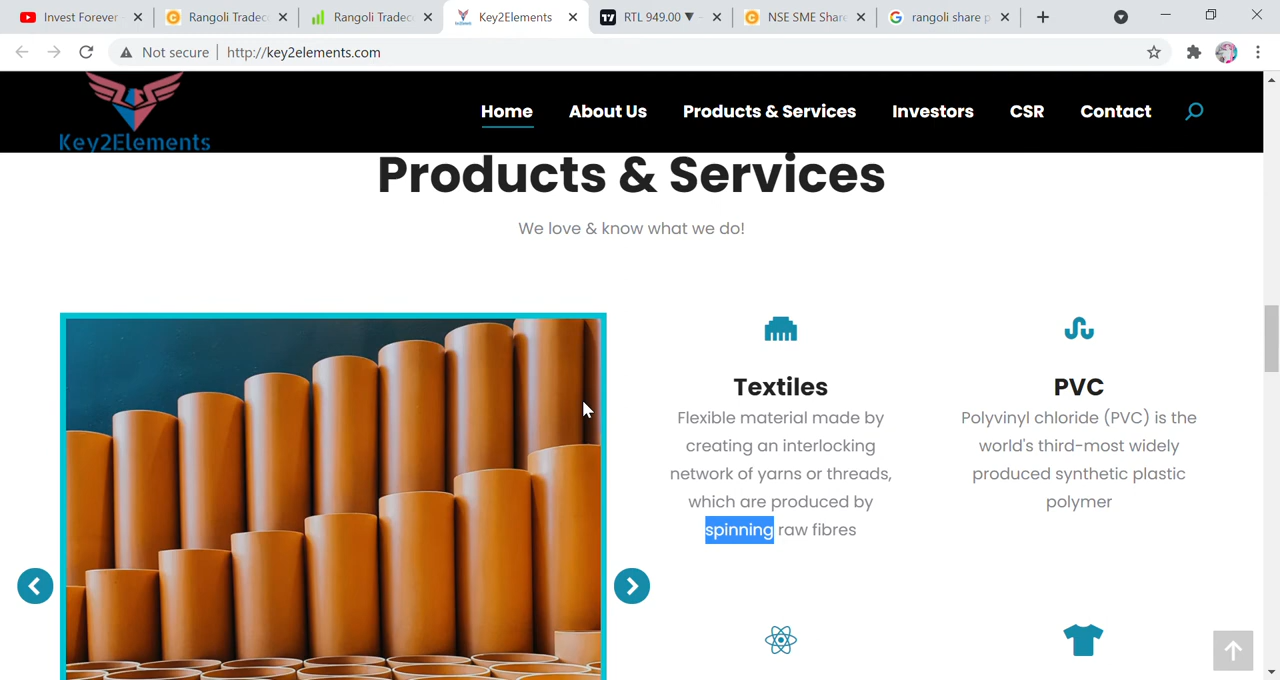 Invest Forever
Rangoli Tradeco
Rangoli Tradeco
Key2Elements
RTL 949.00 ▼
NSE SME Share
rangoli share p
Not secure | http://key2elements.com
Key2Elements
Home About Us Products & Services Investors CSR Contact
Products & Services
We love & know what we do!
Textiles
Flexible material made by
creating an interlocking
network of yarns or threads,
which are produced by
spinning raw fibres
PVC
Polyvinyl chloride (PVC) is the
world's third-most widely
produced synthetic plastic
polymer